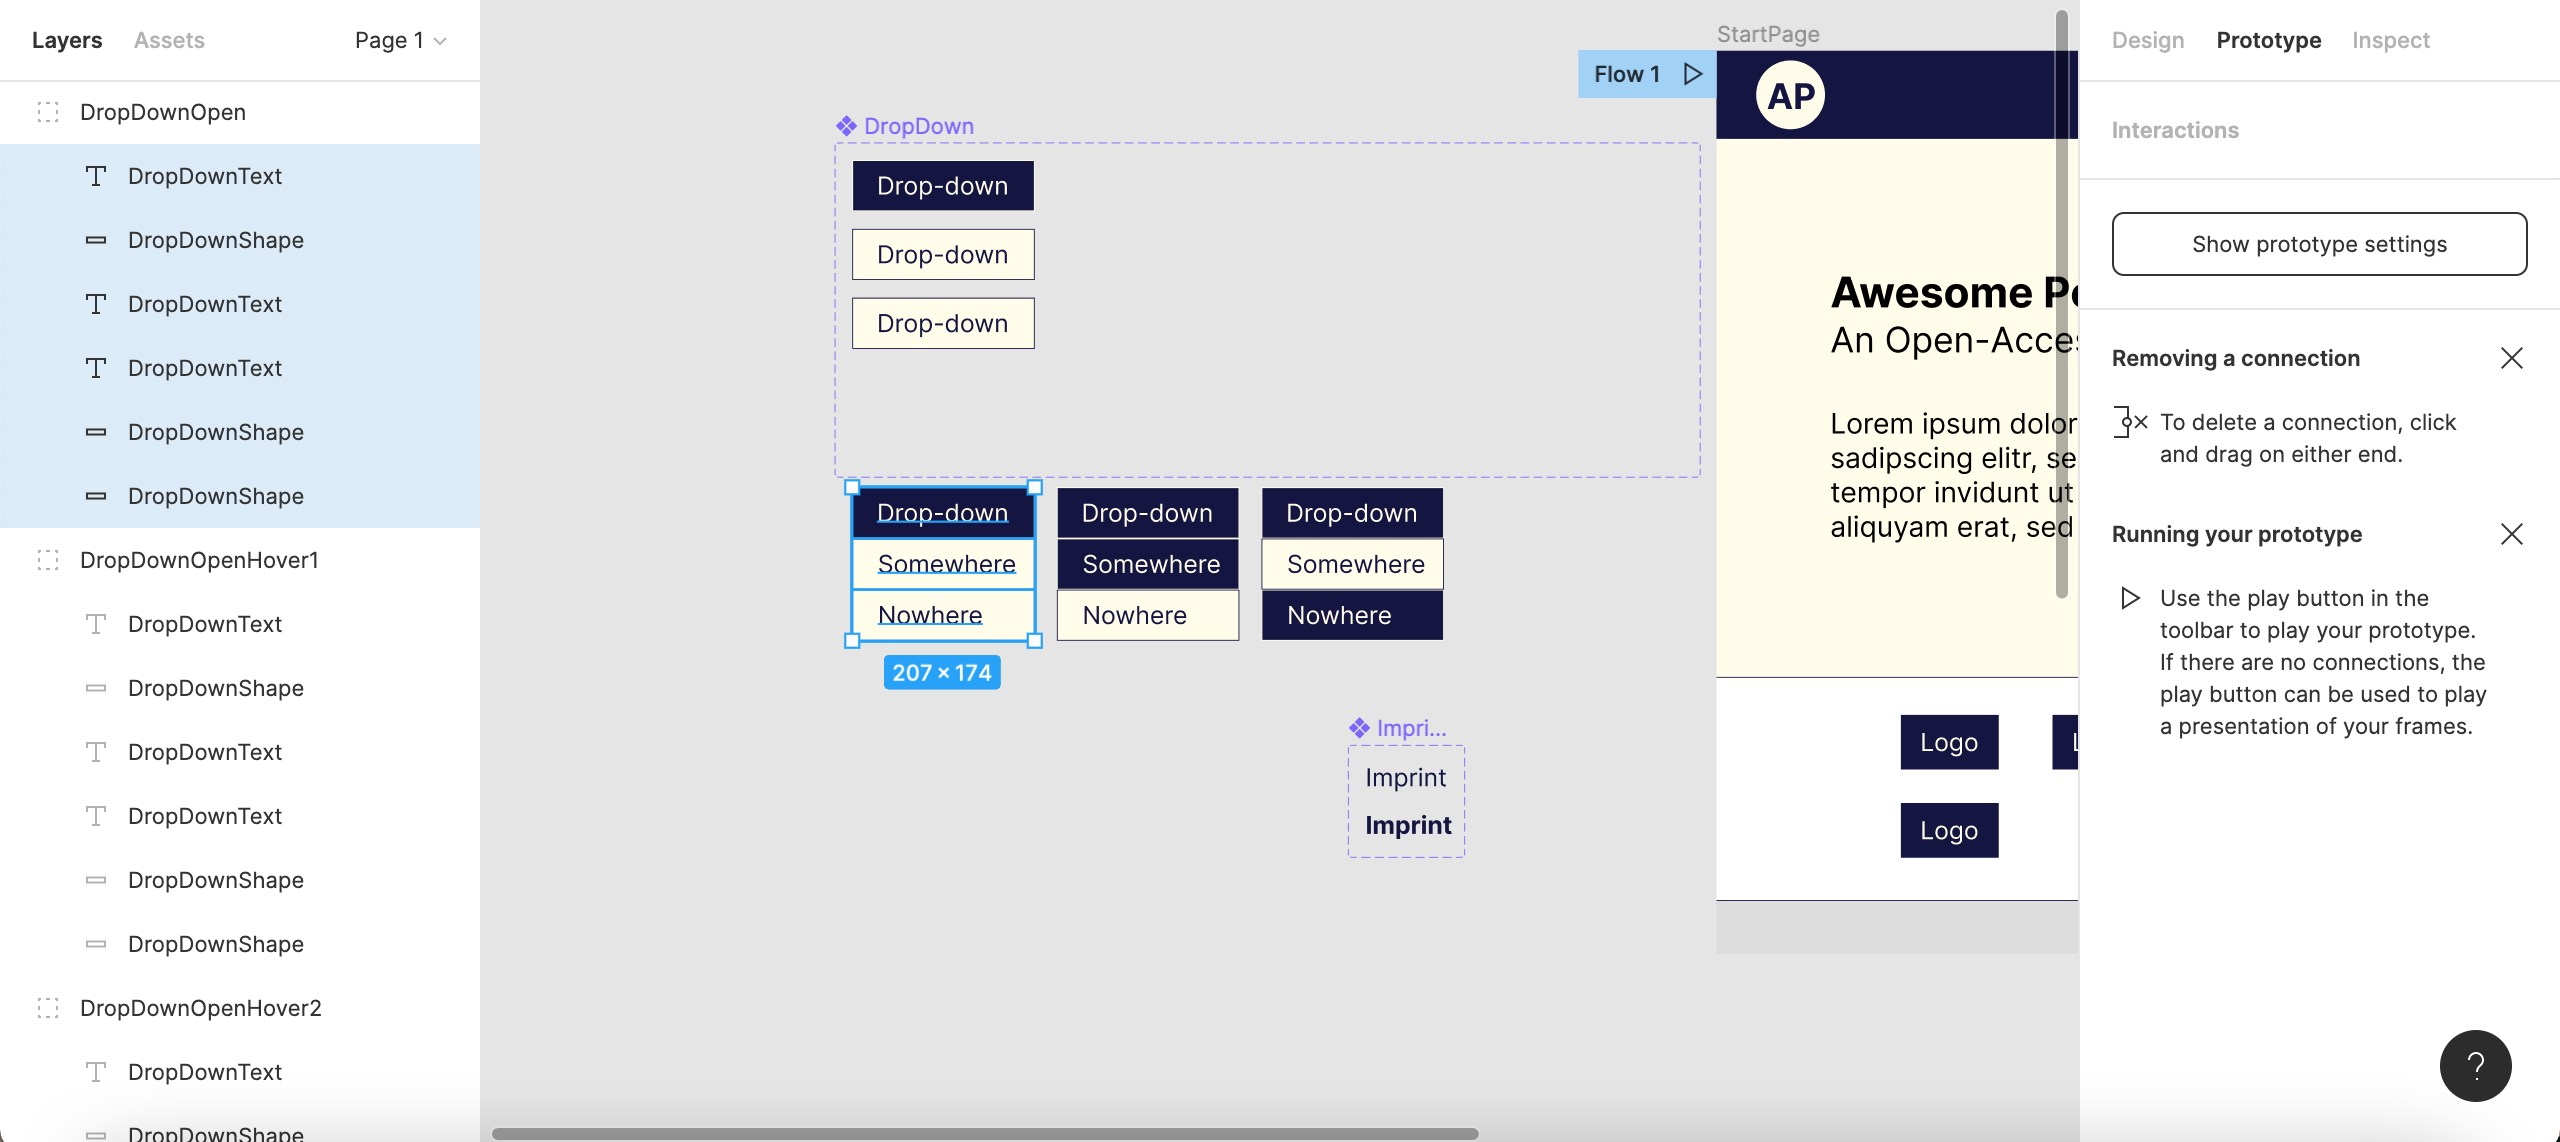 Layers
Assets
Page 1
DropDownOpen
DropDownText
DropDownShape
DropDownText
DropDownText
DropDownShape
DropDownShape
DropDownOpenHover1
DropDownText
DropDownShape
DropDownText
DropDownText
DropDownShape
DropDownShape
DropDownOpenHover2
DropDownText
DropDownShape
DropDown
Drop-down
Drop-down
Drop-down
Drop-down
Somewhere
Nowhere
207 × 174
Drop-down
Somewhere
Nowhere
Drop-down
Somewhere
Nowhere
Impri...
Imprint
Imprint
StartPage
Flow 1
AP
Awesome
An Open-Acces
Lorem ipsum dolor
sadipscing elitr, se
tempor invidunt ut
aliquyam erat, sed
Logo
Logo
Design
Prototype
Inspect
Interactions
Show prototype settings
Removing a connection
To delete a connection, click
and drag on either end.
Running your prototype
Use the play button in the
toolbar to play your prototype.
If there are no connections, the
play button can be used to play
a presentation of your frames.
?